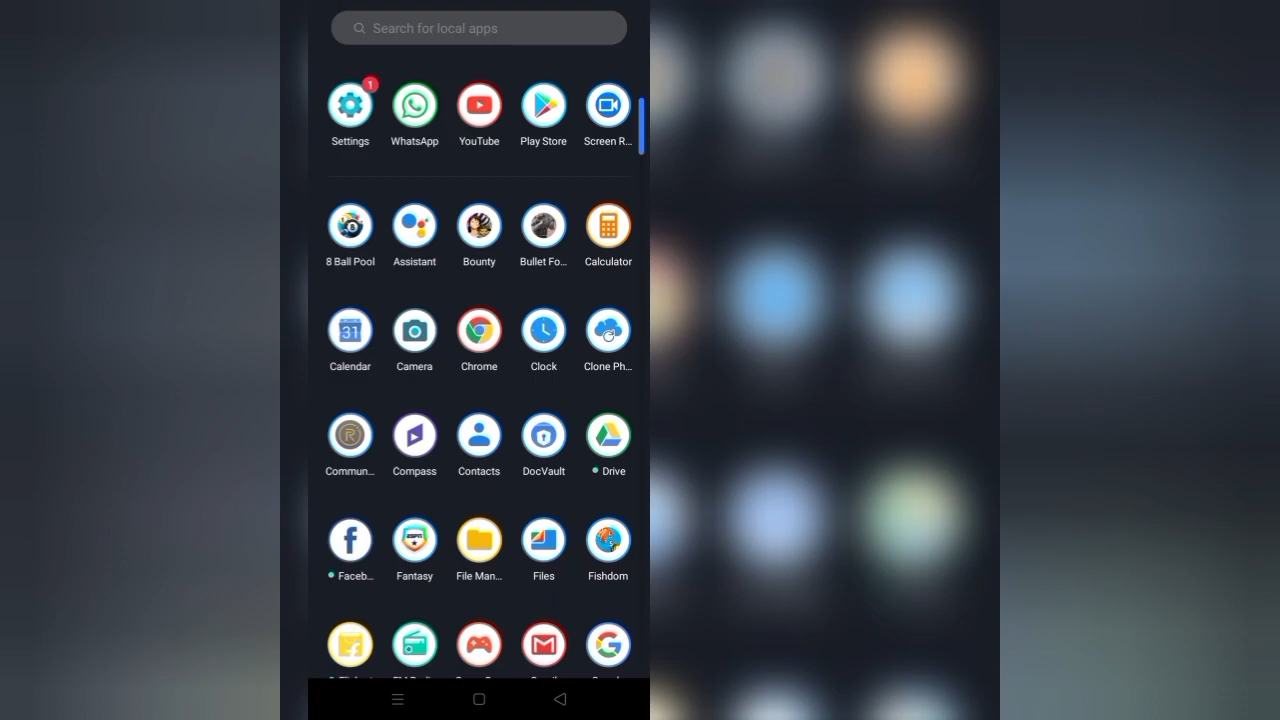 Search for local apps
1
Settings WhatsApp YouTube Play Store Screen R...
8 Ball Pool Assistant Bounty Bullet Fo... Calculator
31
Calendar Camera Chrome Clock Clone Ph...
Commun... Compass Contacts DocVault Drive
Faceb... Fantasy File Man... Files Fishdom